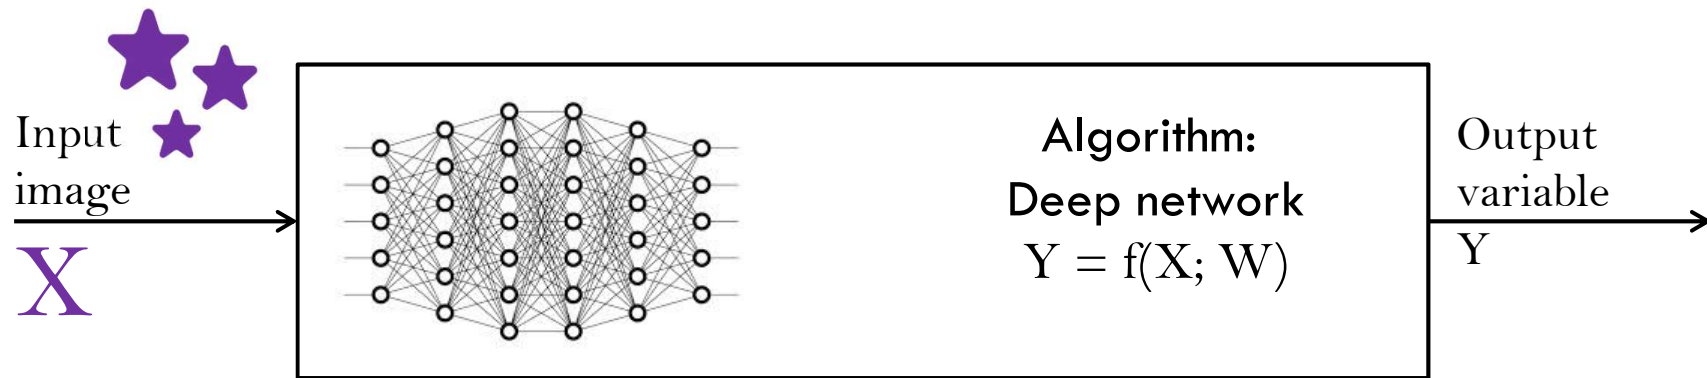 Input
image
X
Algorithm:
Deep network
Y = f(X; W)
Output
variable
Y